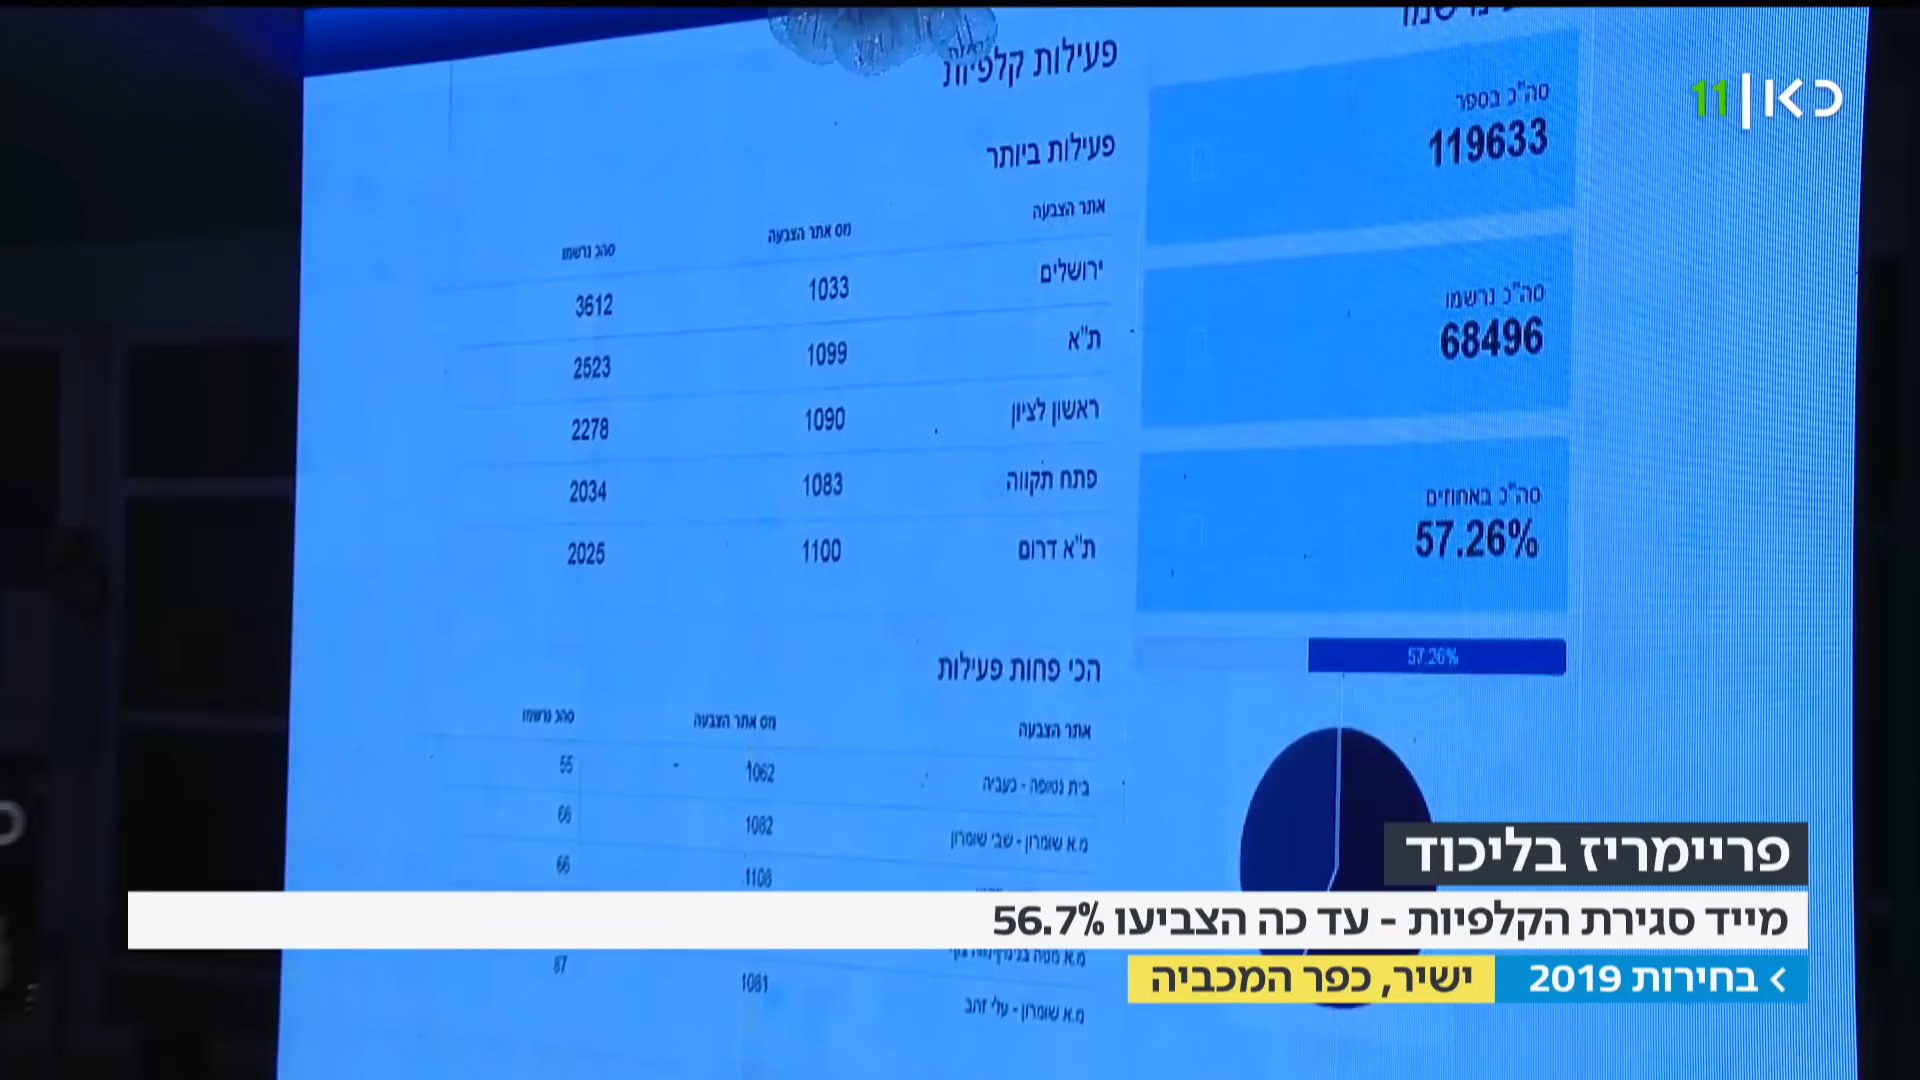 כאן 11
סה"כ בספר
119633
סה"כ נרשמו
68496
סה"כ באחוזים
57.26%
57.26%
פעילות קלפיות
פעילות ביותר
אתר הצבעה מס אתר הצבעה סהכ נרשמו
ירושלים 1033 3612
ת"א 1099 2523
ראשון לציון 1090 2278
פתח תקווה 1083 2034
ת"א דרום 1100 2025
הכי פחות פעילות
אתר הצבעה מס אתר הצבעה סהכ נרשמו
בית נטופה - כעביה 1062 55
מ.א שומרון - שבי שומרון 1082 66
1108 66
מ.א שומרון - עלי זהב 1081 87
פריימריז בליכוד
מייד סגירת הקלפיות - עד כה הצביעו 56.7%
בחירות 2019 ישיר, כפר המכביה